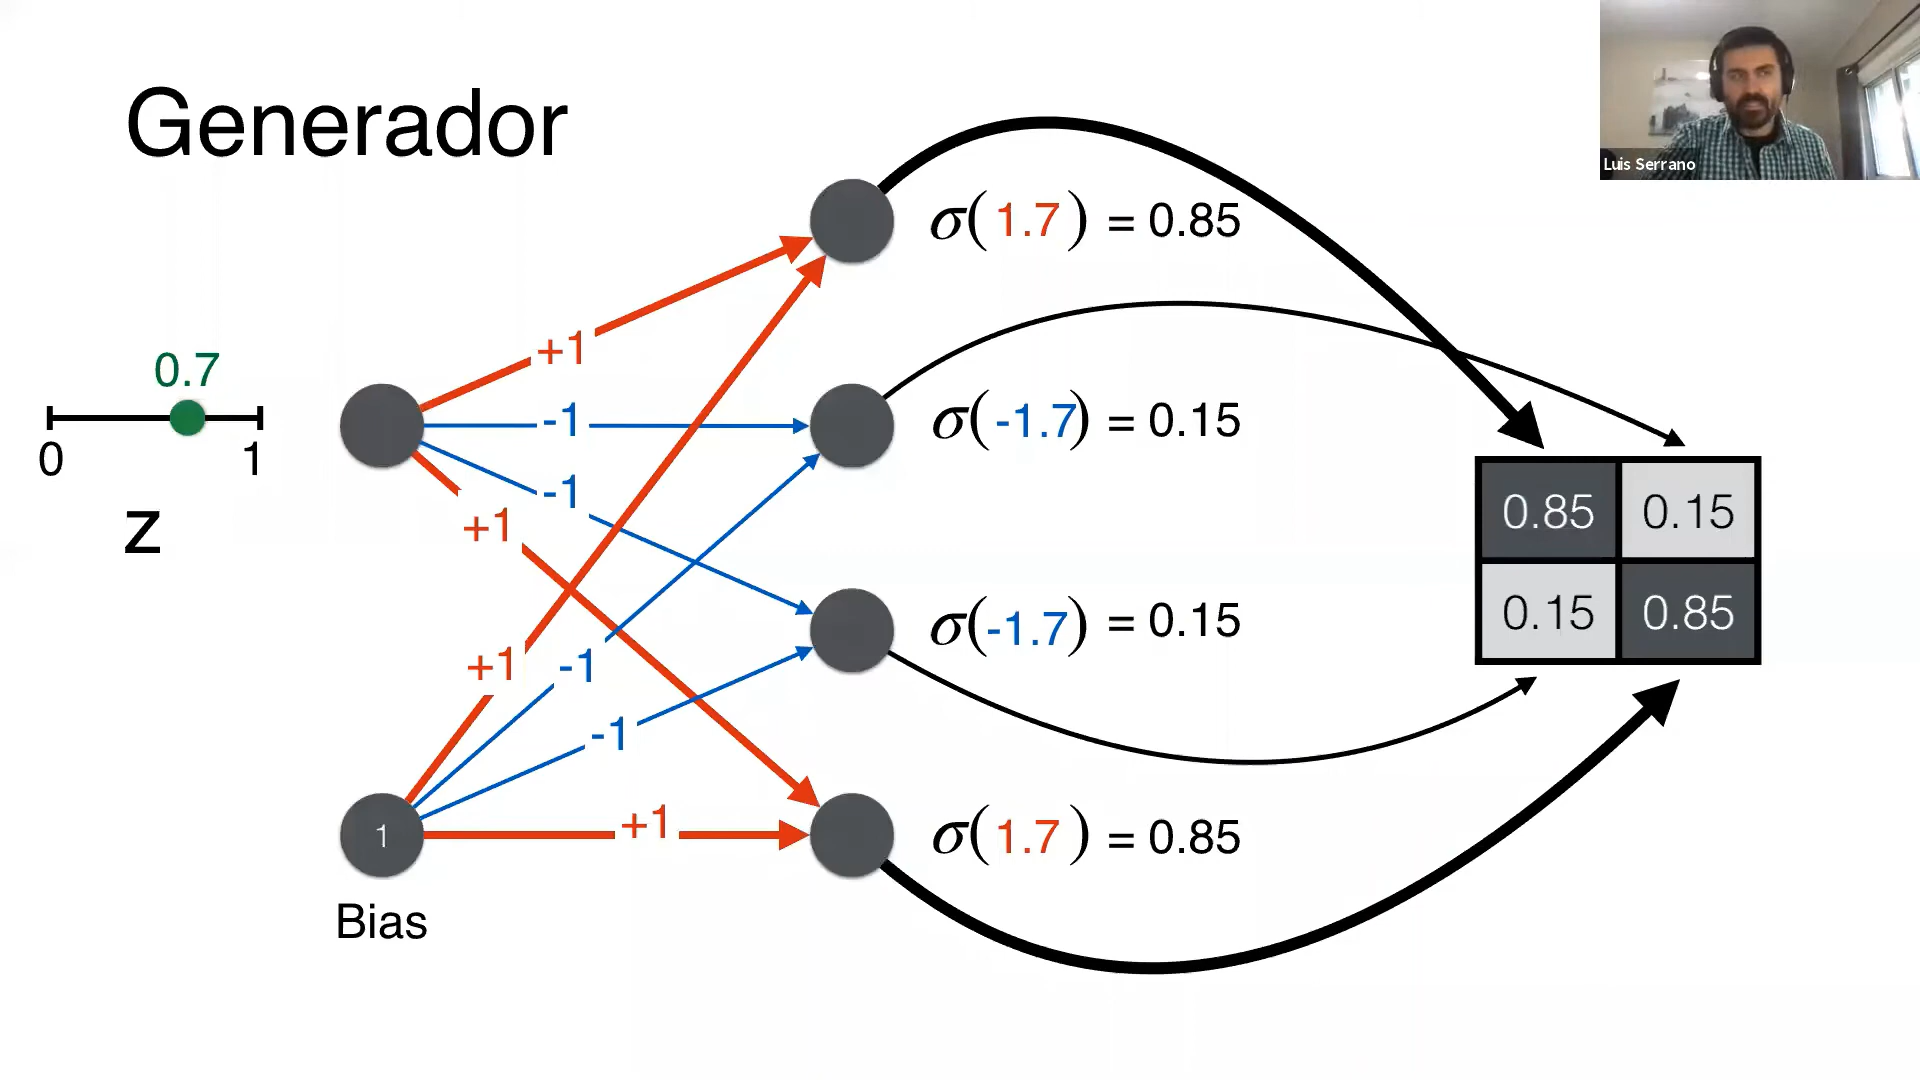 Generador
Luis Serrano
σ(1.7) = 0.85
+1
0.7
-1
σ(-1.7) = 0.15
0
1
-1
z
+1
0.85
0.15
0.15
0.85
σ(-1.7) = 0.15
+1
-1
-1
1
+1
σ(1.7) = 0.85
Bias